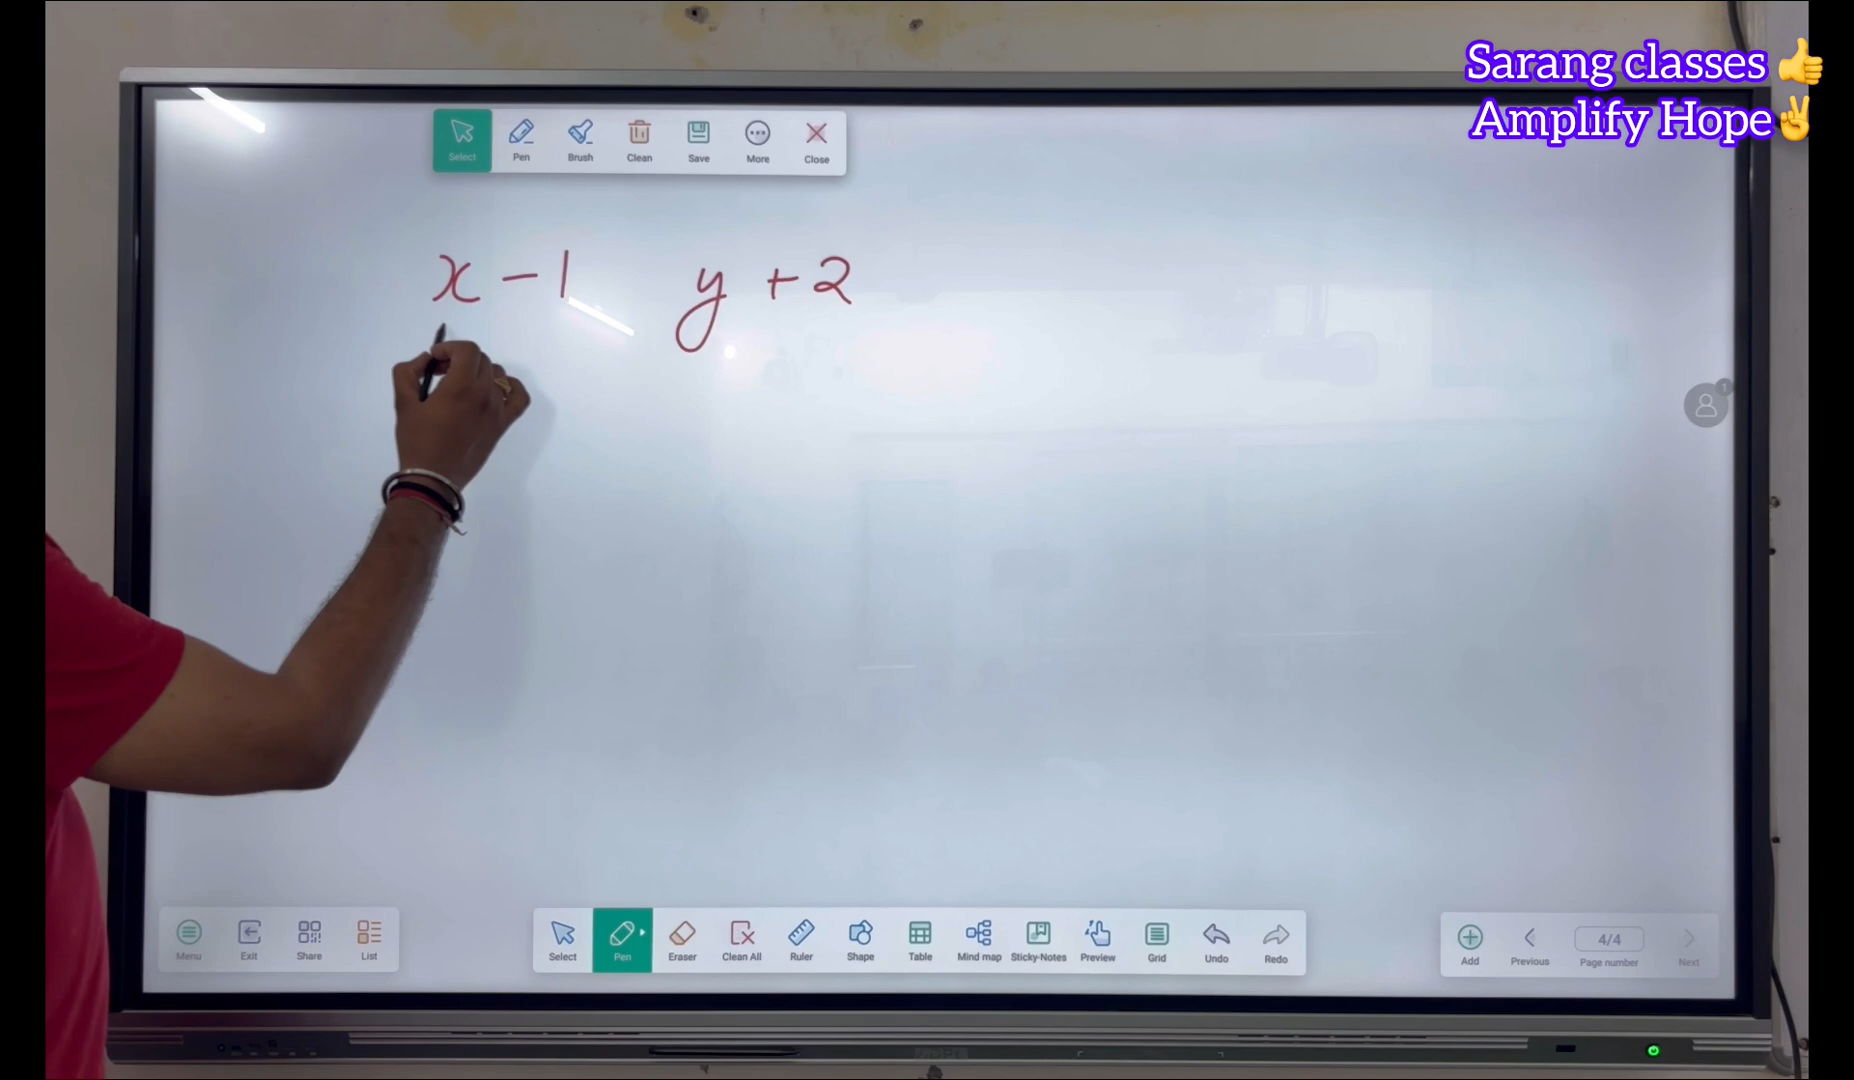 Sarang classes 👍
Amplify Hope✌
Select Pen Brush Clean Save More Close
x - 1 y + 2
1
Menu Exit Share List
Select Pen Eraser Clean All Ruler Shape Table Mind map Sticky-Notes Preview Grid Undo Redo
Add Previous 4/4 Page number Next